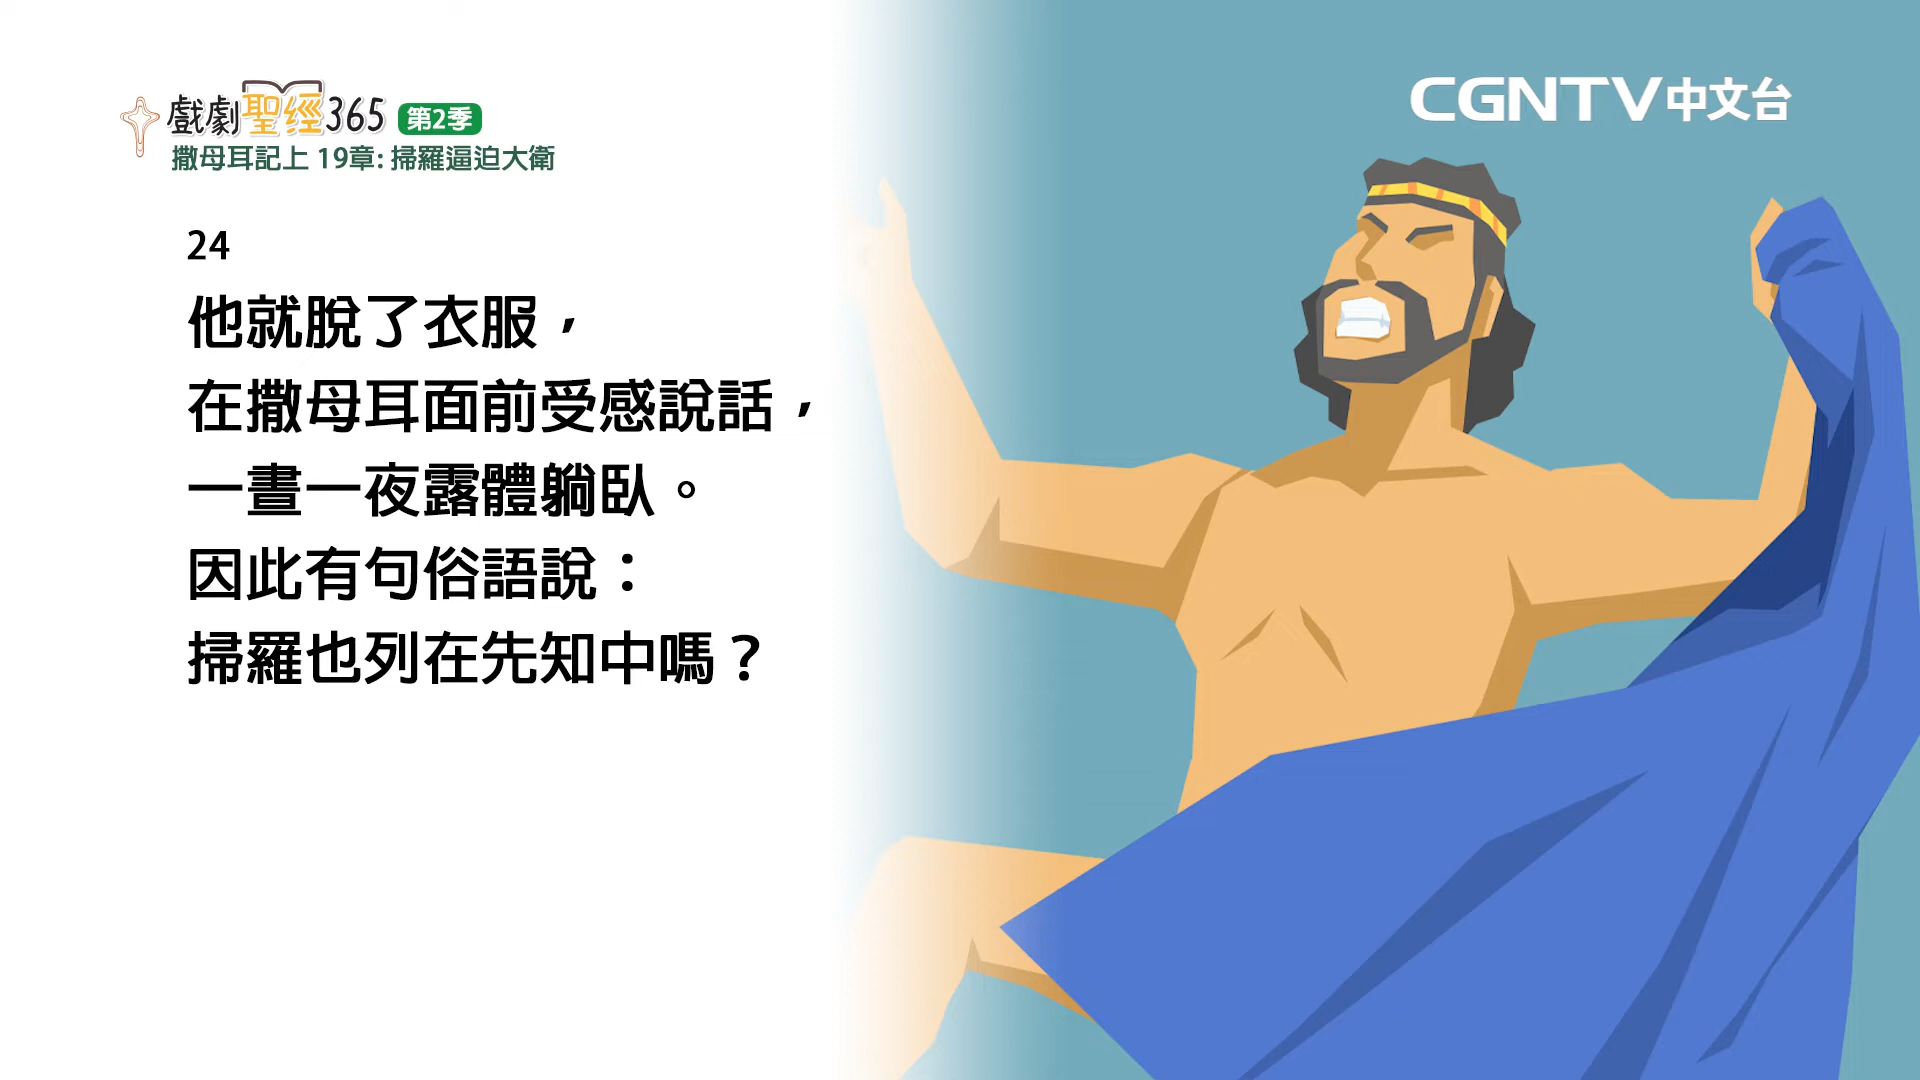 戲劇聖經365 第2季
撒母耳記上 19章: 掃羅逼迫大衛
CGNTV中文台
24
他就脫了衣服，
在撒母耳面前受感說話，
一晝一夜露體躺臥。
因此有句俗語說：
掃羅也列在先知中嗎？